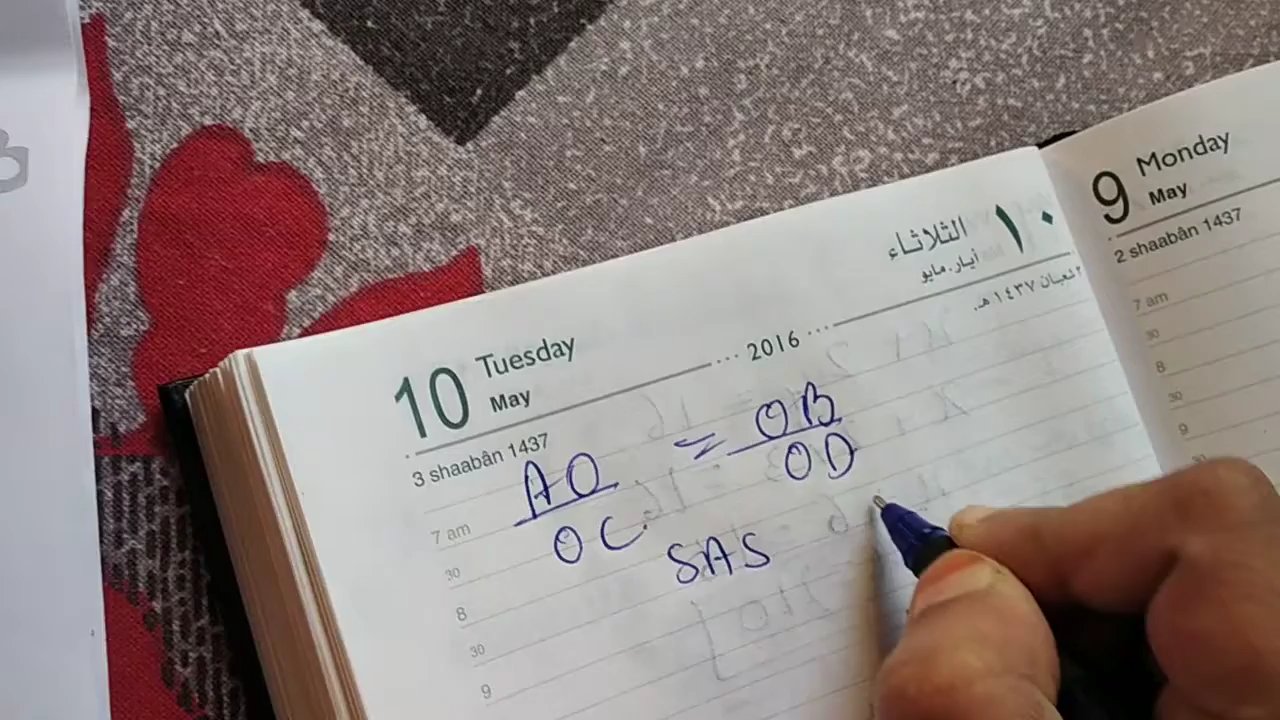 10 Tuesday
May
3 shaabân 1437
2016
الثلاثاء ١٠
أيار.مايو
شعبان ١٤٣٧ هـ.
AO = OB
OC OD
SAS
7 am
30
8
30
9
9 Monday
May
2 shaabân 1437
7 am
30
8
30
9